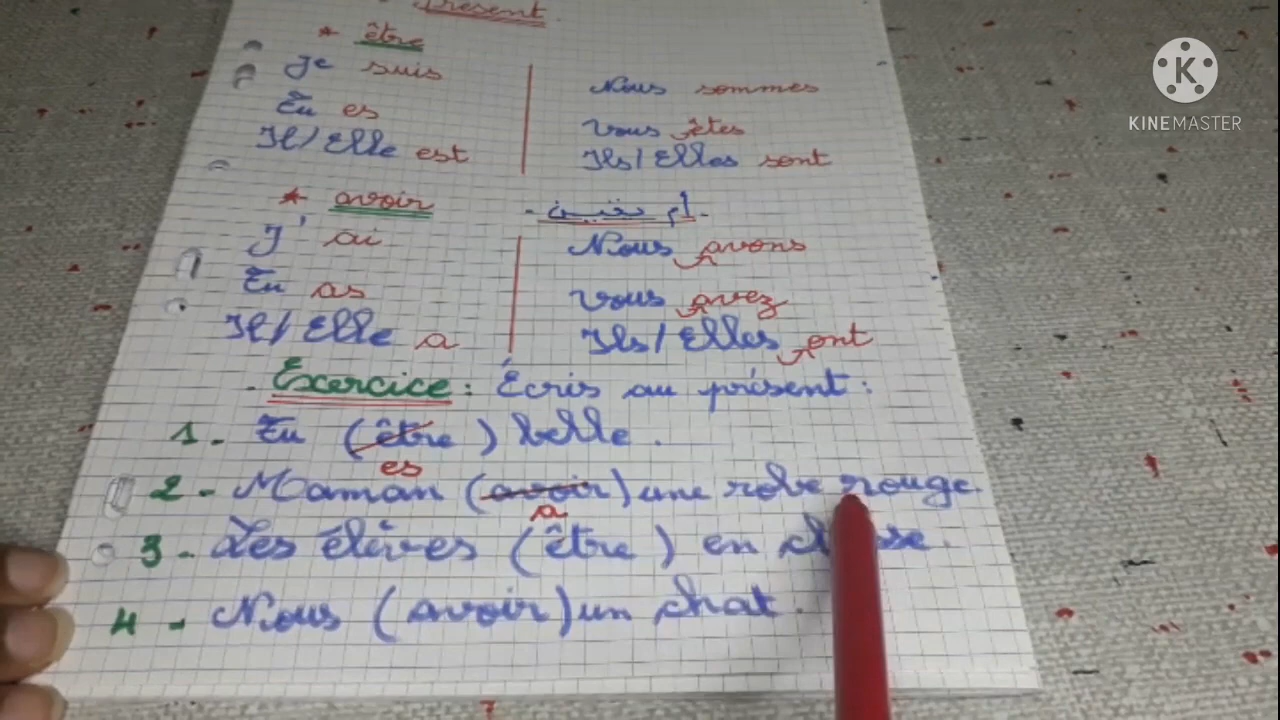 présent
* être
Je suis
Nous sommes
Tu es
Vous êtes
Il/Elle est
Ils/Elles sont
* avoir
- أم تقين -
J'ai
Nous avons
Tu as
Vous avez
Il/Elle a
Ils/Elles ont
- Exercice : Écris au présent :
1 - Tu (être) belle.
es
2 - Maman (avoir) une robe rouge.
a
3 - Les élèves (être) en classe.
4 - Nous (avoir) un chat.
K
KINEMASTER